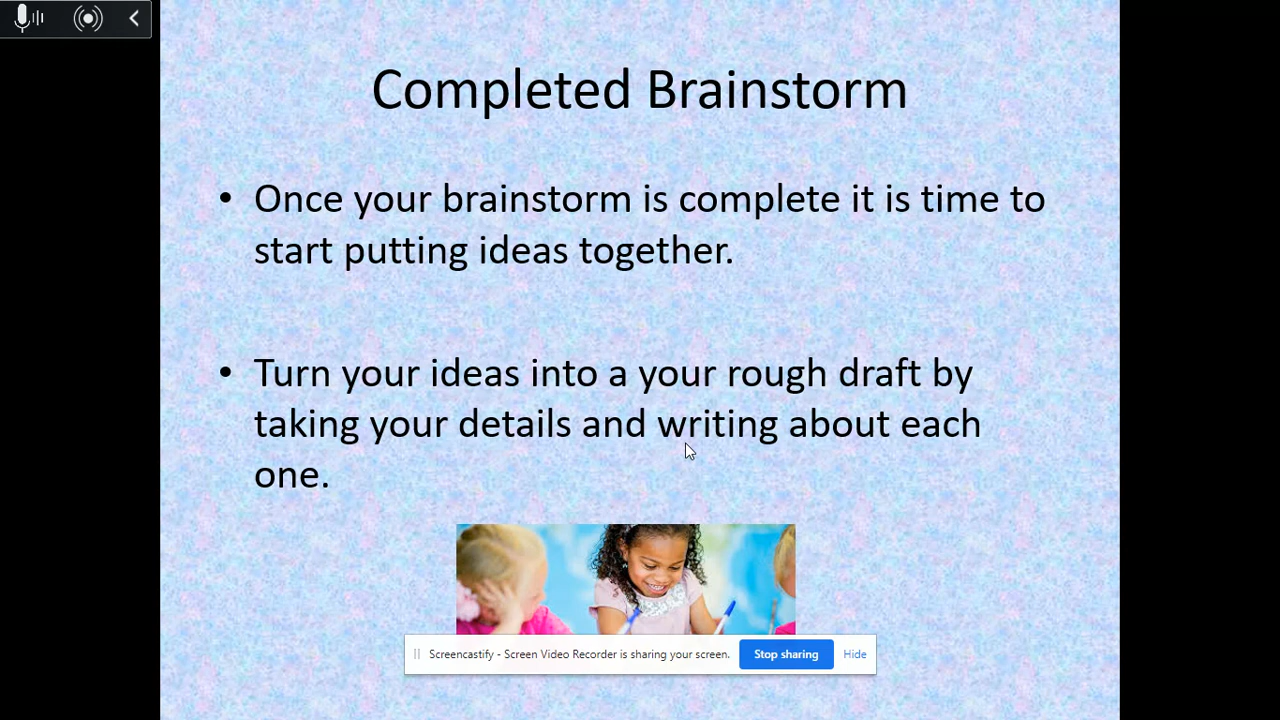 Completed Brainstorm
• Once your brainstorm is complete it is time to
start putting ideas together.
• Turn your ideas into a your rough draft by
taking your details and writing about each
one.
Screencastify - Screen Video Recorder is sharing your screen. Stop sharing Hide